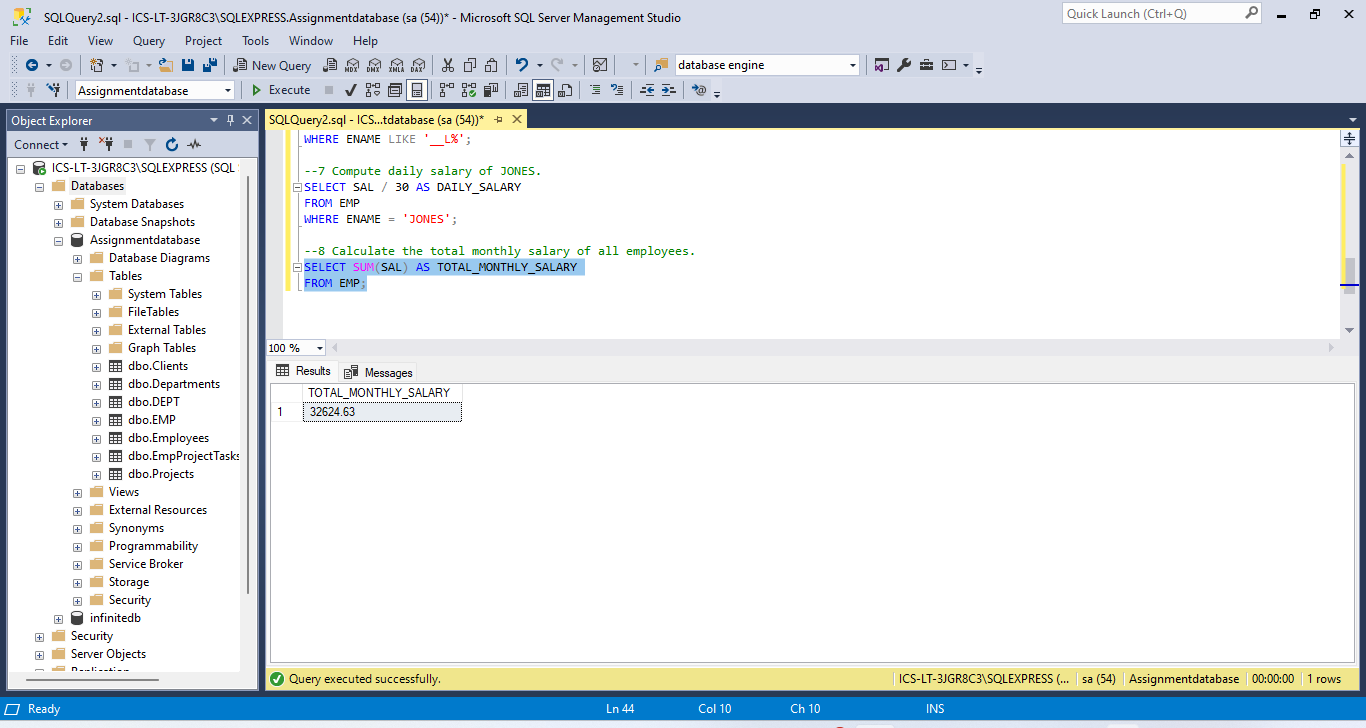 SQLQuery2.sql - ICS-LT-3JGR8C3\SQLEXPRESS.Assignmentdatabase (sa (54))* - Microsoft SQL Server Management Studio
Quick Launch (Ctrl+Q)
File Edit View Query Project Tools Window Help
New Query MDX DMX XMLA DAX database engine
Assignmentdatabase Execute
Object Explorer
Connect
ICS-LT-3JGR8C3\SQLEXPRESS (SQL S
Databases
System Databases
Database Snapshots
Assignmentdatabase
Database Diagrams
Tables
System Tables
FileTables
External Tables
Graph Tables
dbo.Clients
dbo.Departments
dbo.DEPT
dbo.EMP
dbo.Employees
dbo.EmpProjectTasks
dbo.Projects
Views
External Resources
Synonyms
Programmability
Service Broker
Storage
Security
infinitedb
Security
Server Objects
Replication
SQLQuery2.sql - ICS...tdatabase (sa (54))*
WHERE ENAME LIKE '__L%';
--7 Compute daily salary of JONES.
SELECT SAL / 30 AS DAILY_SALARY
FROM EMP
WHERE ENAME = 'JONES';
--8 Calculate the total monthly salary of all employees.
SELECT SUM(SAL) AS TOTAL_MONTHLY_SALARY
FROM EMP;
100 %
Results Messages
TOTAL_MONTHLY_SALARY
1 32624.63
Query executed successfully. ICS-LT-3JGR8C3\SQLEXPRESS (... sa (54) Assignmentdatabase 00:00:00 1 rows
Ready Ln 44 Col 10 Ch 10 INS